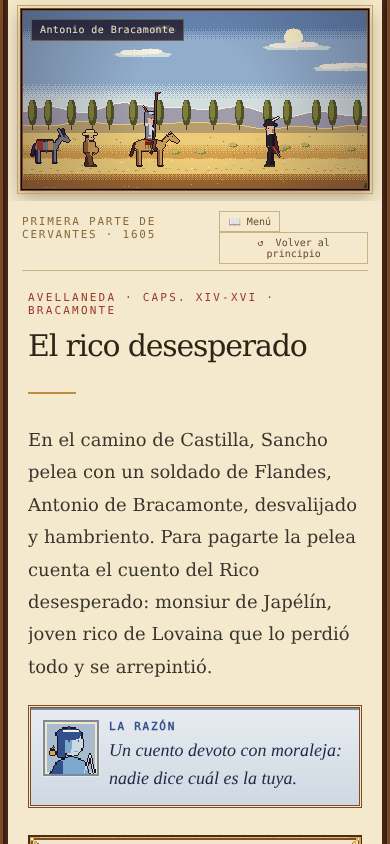 Antonio de Bracamonte
PRIMERA PARTE DE
CERVANTES · 1605
📖 Menú
↺ Volver al
principio
AVELLANEDA · CAPS. XIV-XVI ·
BRACAMONTE
El rico desesperado
En el camino de Castilla, Sancho
pelea con un soldado de Flandes,
Antonio de Bracamonte, desvalijado
y hambriento. Para pagarte la pelea
cuenta el cuento del Rico
desesperado: monsiur de Japélín,
joven rico de Lovaina que lo perdió
todo y se arrepintió.
LA RAZÓN
Un cuento devoto con moraleja:
nadie dice cuál es la tuya.